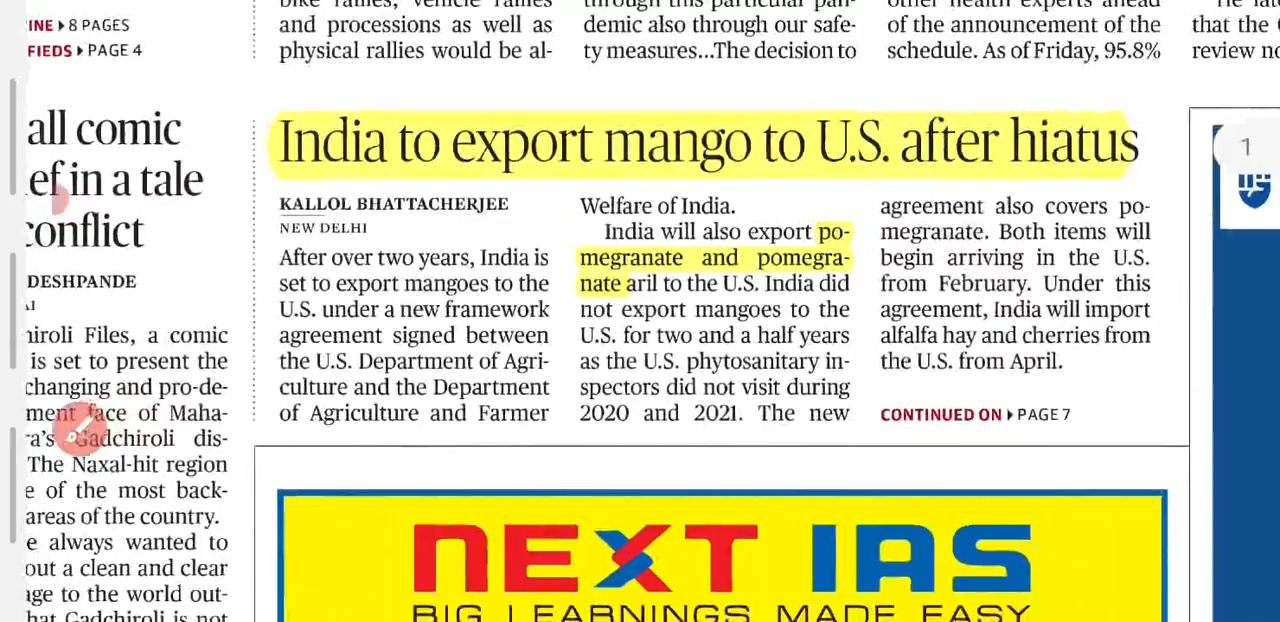 INE ▸ 8 PAGES
FIEDS ▸ PAGE 4
all comic
ef in a tale
conflict
DESHPANDE
AI
iroli Files, a comic
is set to present the
changing and pro-de-
ment face of Maha-
ra's Gadchiroli dis-
The Naxal-hit region
e of the most back-
areas of the country.
e always wanted to
out a clean and clear
age to the world out-
hat Gadchiroli is not
bike rallies, vehicle rallies
and processions as well as
physical rallies would be al-
through this particular pan-
demic also through our safe-
ty measures...The decision to
other health experts ahead
of the announcement of the
schedule. As of Friday, 95.8%
that the
review no
India to export mango to U.S. after hiatus
KALLOL BHATTACHERJEE
NEW DELHI
After over two years, India is
set to export mangoes to the
U.S. under a new framework
agreement signed between
the U.S. Department of Agri-
culture and the Department
of Agriculture and Farmer
Welfare of India.
India will also export po-
megranate and pomegra-
nate aril to the U.S. India did
not export mangoes to the
U.S. for two and a half years
as the U.S. phytosanitary in-
spectors did not visit during
2020 and 2021. The new
agreement also covers po-
megranate. Both items will
begin arriving in the U.S.
from February. Under this
agreement, India will import
alfalfa hay and cherries from
the U.S. from April.
CONTINUED ON ▸ PAGE 7
1
NEXT IAS
BIG LEARNINGS MADE EASY